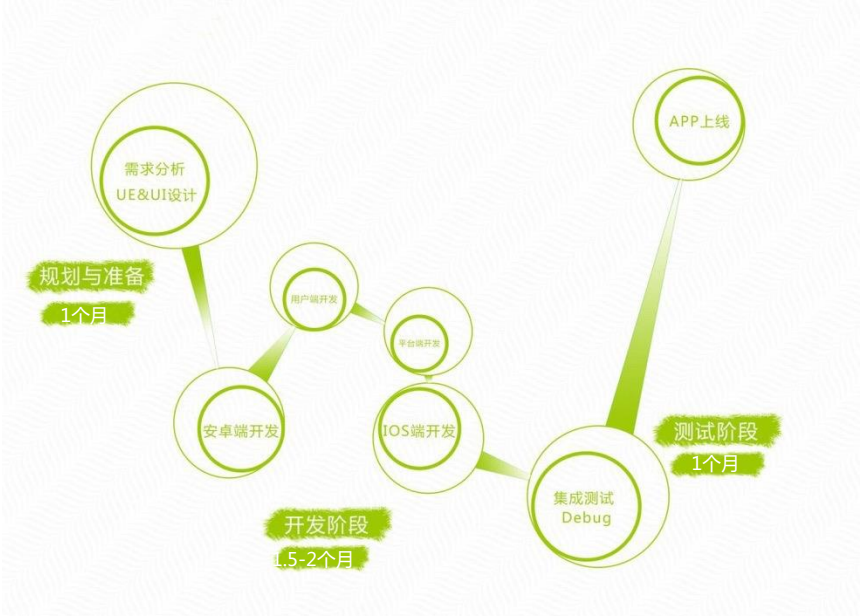 需求分析
UE&UI设计
规划与准备
1个月
安卓端开发
用户端开发
平台端开发
IOS端开发
开发阶段
1.5-2个月
集成测试
Debug
测试阶段
1个月
APP上线